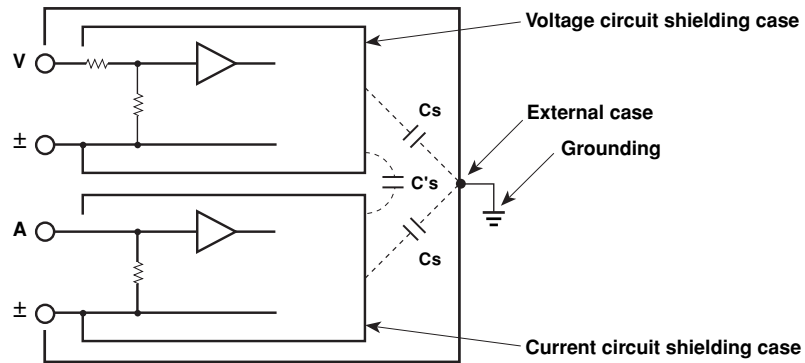 Voltage circuit shielding case
V
Cs
External case
±
Grounding
C's
A
Cs
±
Current circuit shielding case